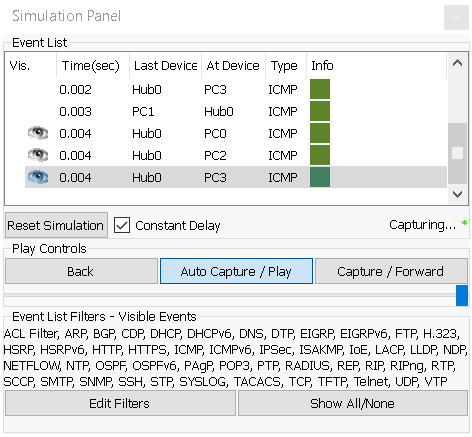 Simulation Panel
Event List
Vis. Time(sec) Last Device At Device Type Info
0.002 Hub0 PC3 ICMP
0.003 PC1 Hub0 ICMP
0.004 Hub0 PC0 ICMP
0.004 Hub0 PC2 ICMP
0.004 Hub0 PC3 ICMP
Reset Simulation Constant Delay Capturing... *
Play Controls
Back Auto Capture / Play Capture / Forward
Event List Filters - Visible Events
ACL Filter, ARP, BGP, CDP, DHCP, DHCPv6, DNS, DTP, EIGRP, EIGRPv6, FTP, H.323,
HSRP, HSRPv6, HTTP, HTTPS, ICMP, ICMPv6, IPSec, ISAKMP, IoE, LACP, LLDP, NDP,
NETFLOW, NTP, OSPF, OSPFv6, PAgP, POP3, PTP, RADIUS, REP, RIP, RIPng, RTP,
SCCP, SMTP, SNMP, SSH, STP, SYSLOG, TACACS, TCP, TFTP, Telnet, UDP, VTP
Edit Filters Show All/None